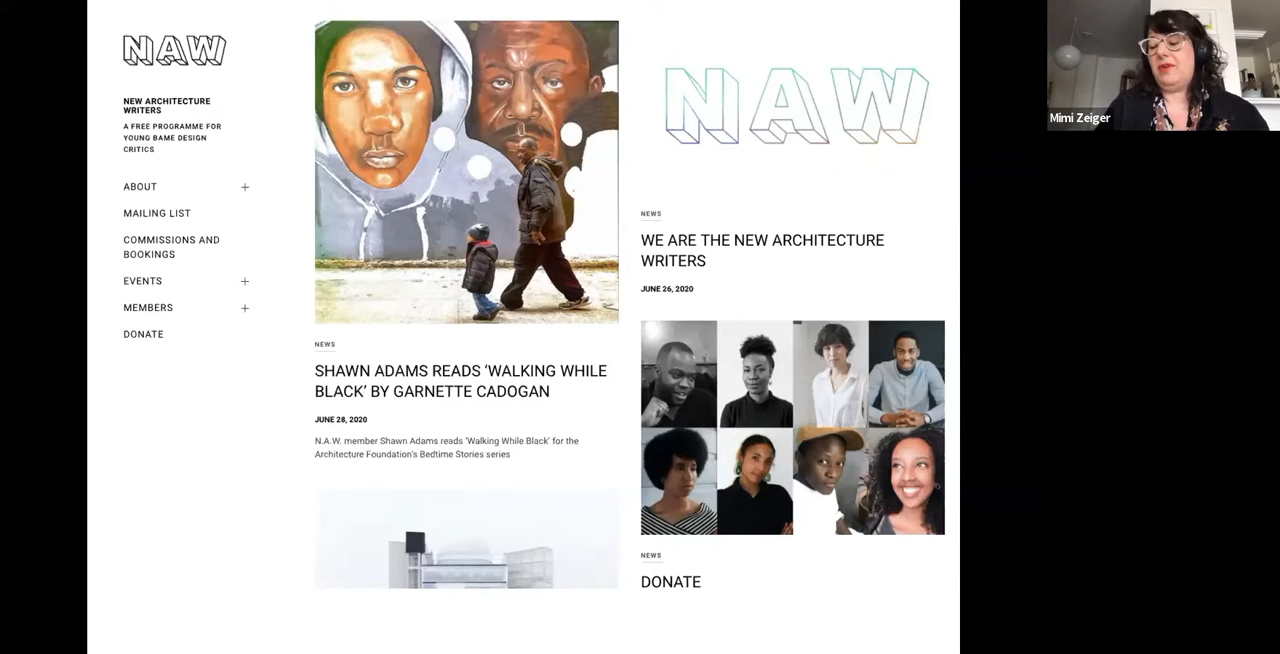 NAW
NEW ARCHITECTURE
WRITERS
A FREE PROGRAMME FOR
YOUNG BAME DESIGN
CRITICS
ABOUT +
MAILING LIST
COMMISSIONS AND
BOOKINGS
EVENTS +
MEMBERS +
DONATE
NEWS
SHAWN ADAMS READS ‘WALKING WHILE
BLACK’ BY GARNETTE CADOGAN
JUNE 28, 2020
N.A.W. member Shawn Adams reads ‘Walking While Black’ for the
Architecture Foundation's Bedtime Stories series
NAW
NEWS
WE ARE THE NEW ARCHITECTURE
WRITERS
JUNE 26, 2020
NEWS
DONATE
Mimi Zeiger